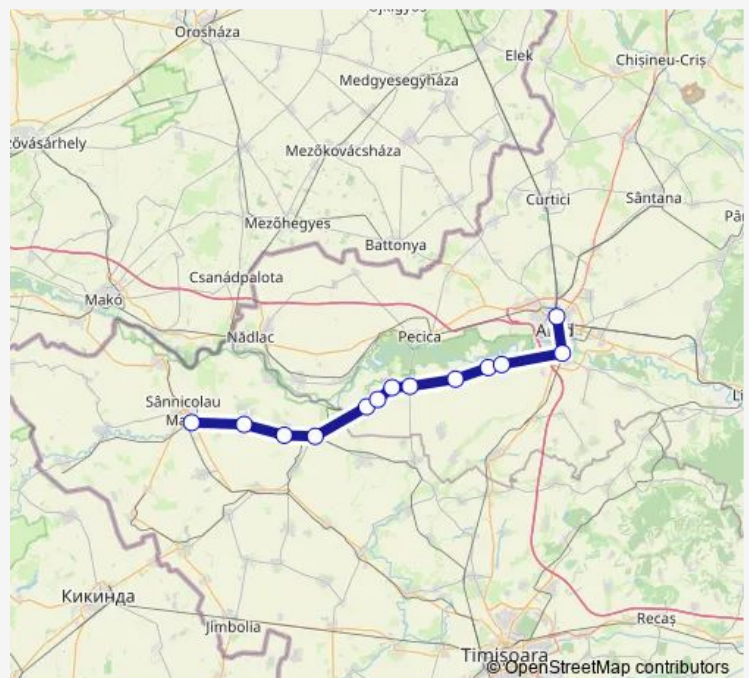 Orosháza
Elek
Chișineu-Criș
Medgyesegyháza
zővásárhely
Mezőkovácsháza
Curtici
Sântana
Mezőhegyes
Battonya
Csanádpalota
Makó
Nădlac
Pecica
Sânnicolau
Кикинда
Jimbolia
Recaș
Timișoara
© OpenStreetMap contributors